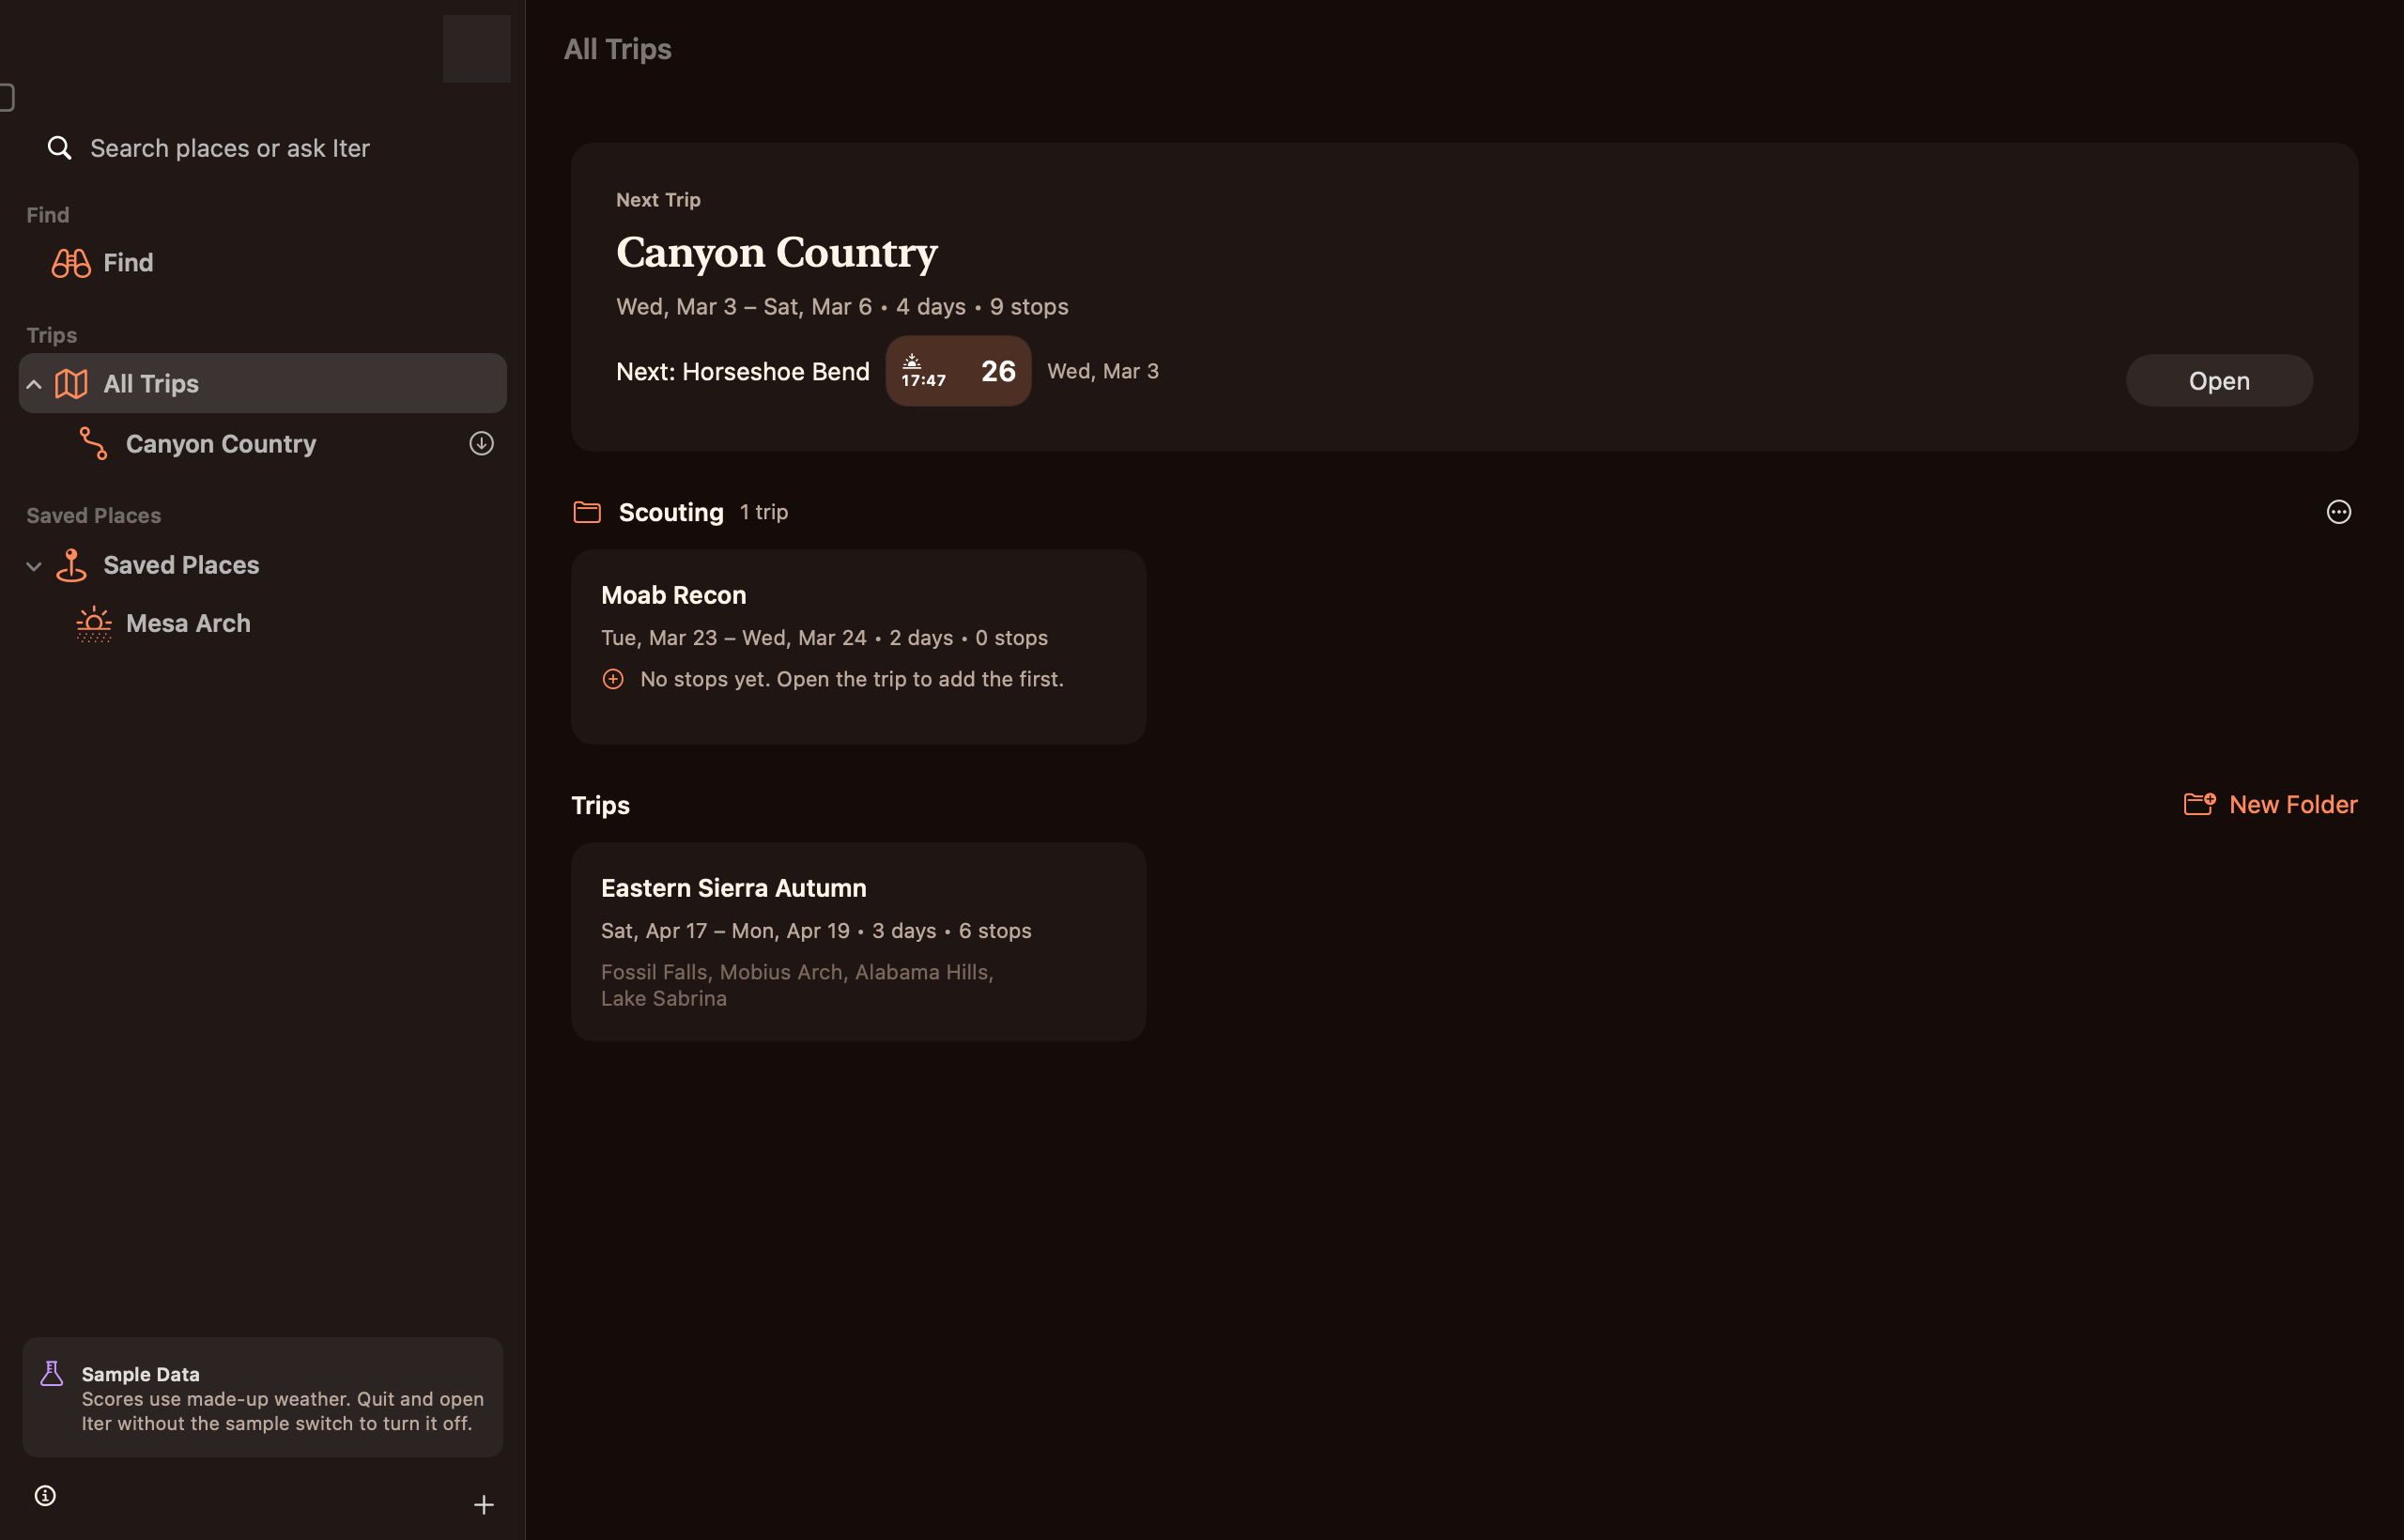 All Trips
Search places or ask Iter
Find
Find
Trips
All Trips
Canyon Country
Saved Places
Saved Places
Mesa Arch
Sample Data
Scores use made-up weather. Quit and open
Iter without the sample switch to turn it off.
Next Trip
Canyon Country
Wed, Mar 3 – Sat, Mar 6 • 4 days • 9 stops
Next: Horseshoe Bend 17:47 26 Wed, Mar 3
Open
Scouting 1 trip
Moab Recon
Tue, Mar 23 – Wed, Mar 24 • 2 days • 0 stops
No stops yet. Open the trip to add the first.
Trips
New Folder
Eastern Sierra Autumn
Sat, Apr 17 – Mon, Apr 19 • 3 days • 6 stops
Fossil Falls, Mobius Arch, Alabama Hills,
Lake Sabrina